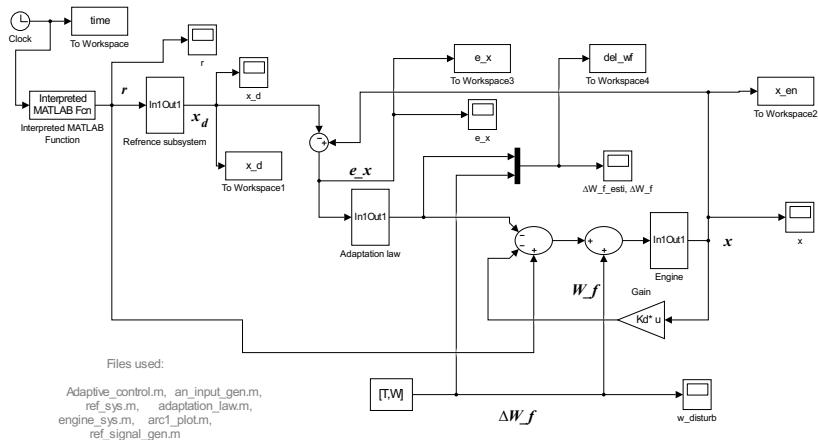 time
Clock
To Workspace
r
x_d
e_x
To Workspace3
del_wf
To Workspace4
x_en
To Workspace2
Interpreted
MATLAB Fcn
Interpreted MATLAB
Function
r
In1Out1
Refrence subsystem
x_d
x_d
To Workspace1
−
+
e_x
e_x
ΔW_f_esti, ΔW_f
In1Out1
Adaptation law
−
−
+
+
+
In1Out1
Engine
x
x
W_f
Gain
Kd* u
[T,W]
ΔW_f
w_disturb
Files used:
Adaptive_control.m, an_input_gen.m,
ref_sys.m, adaptation_law.m,
engine_sys.m, arc1_plot.m,
ref_signal_gen.m